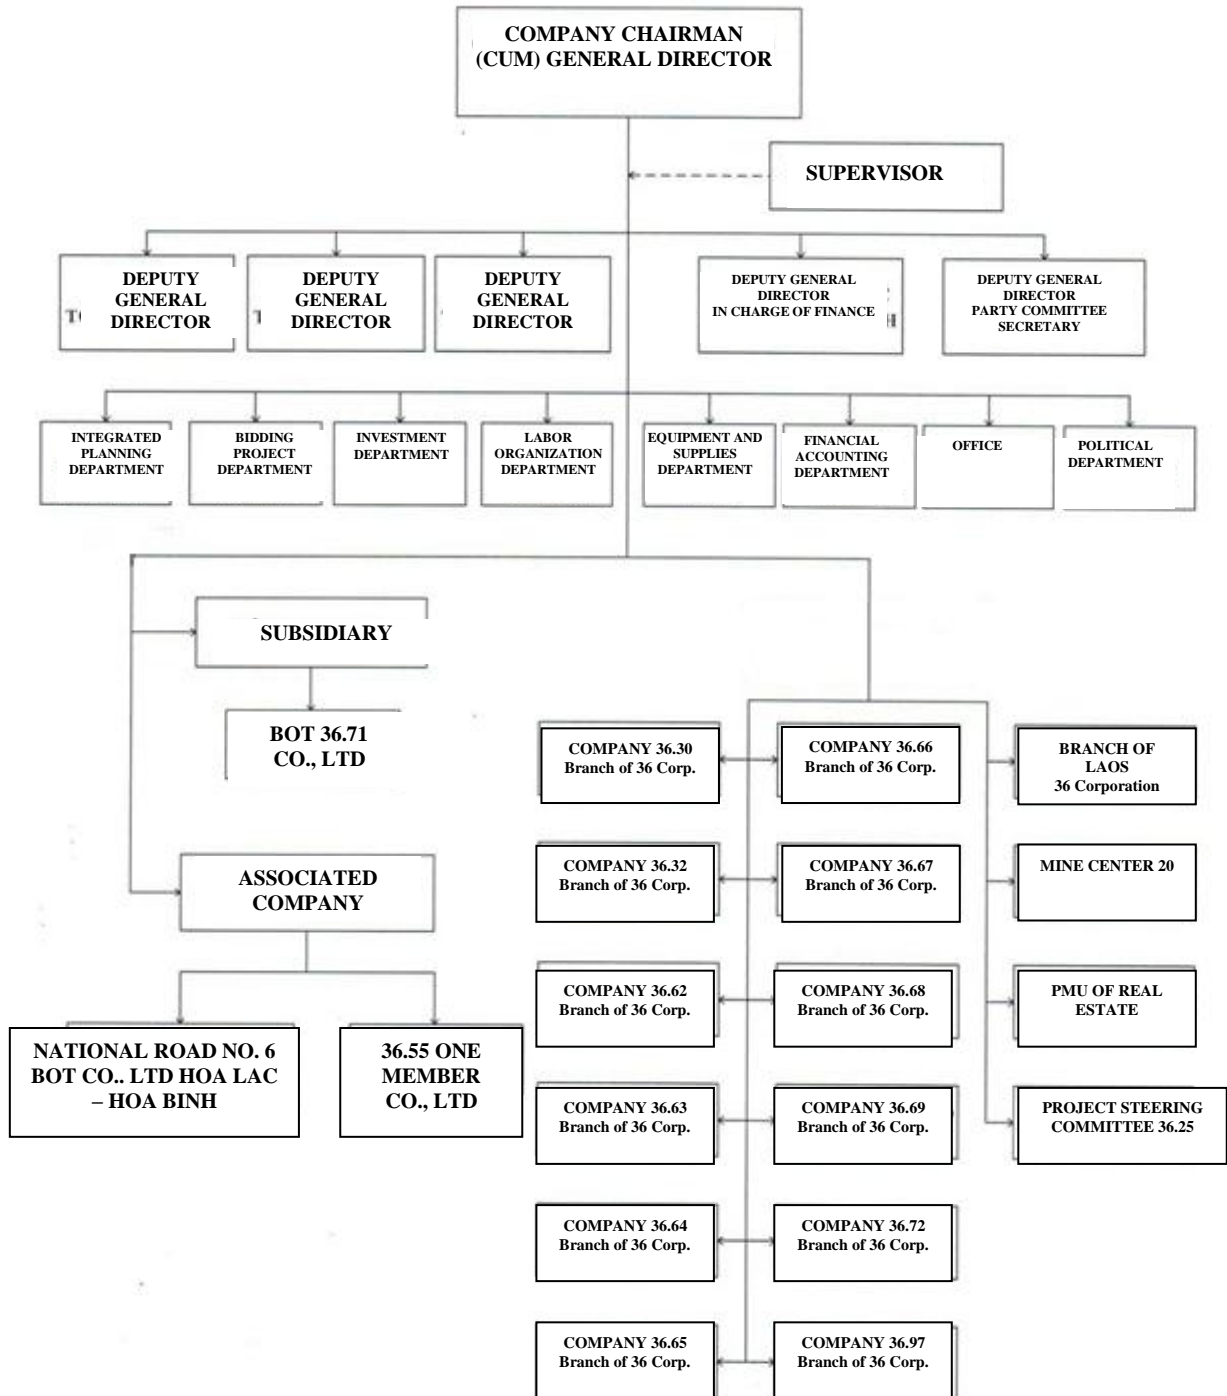 COMPANY CHAIRMAN
(CUM) GENERAL DIRECTOR
SUPERVISOR
DEPUTY
GENERAL
DIRECTOR
DEPUTY
GENERAL
DIRECTOR
DEPUTY
GENERAL
DIRECTOR
DEPUTY GENERAL
DIRECTOR
IN CHARGE OF FINANCE
DEPUTY GENERAL
DIRECTOR
PARTY COMMITTEE
SECRETARY
INTEGRATED
PLANNING
DEPARTMENT
BIDDING
PROJECT
DEPARTMENT
INVESTMENT
DEPARTMENT
LABOR
ORGANIZATION
DEPARTMENT
EQUIPMENT AND
SUPPLIES
DEPARTMENT
FINANCIAL
ACCOUNTING
DEPARTMENT
OFFICE
POLITICAL
DEPARTMENT
SUBSIDIARY
BOT 36.71
CO., LTD
ASSOCIATED
COMPANY
NATIONAL ROAD NO. 6
BOT CO.. LTD HOA LAC
– HOA BINH
36.55 ONE
MEMBER
CO., LTD
COMPANY 36.30
Branch of 36 Corp.
COMPANY 36.66
Branch of 36 Corp.
BRANCH OF
LAOS
36 Corporation
COMPANY 36.32
Branch of 36 Corp.
COMPANY 36.67
Branch of 36 Corp.
MINE CENTER 20
COMPANY 36.62
Branch of 36 Corp.
COMPANY 36.68
Branch of 36 Corp.
PMU OF REAL
ESTATE
COMPANY 36.63
Branch of 36 Corp.
COMPANY 36.69
Branch of 36 Corp.
PROJECT STEERING
COMMITTEE 36.25
COMPANY 36.64
Branch of 36 Corp.
COMPANY 36.72
Branch of 36 Corp.
COMPANY 36.65
Branch of 36 Corp.
COMPANY 36.97
Branch of 36 Corp.